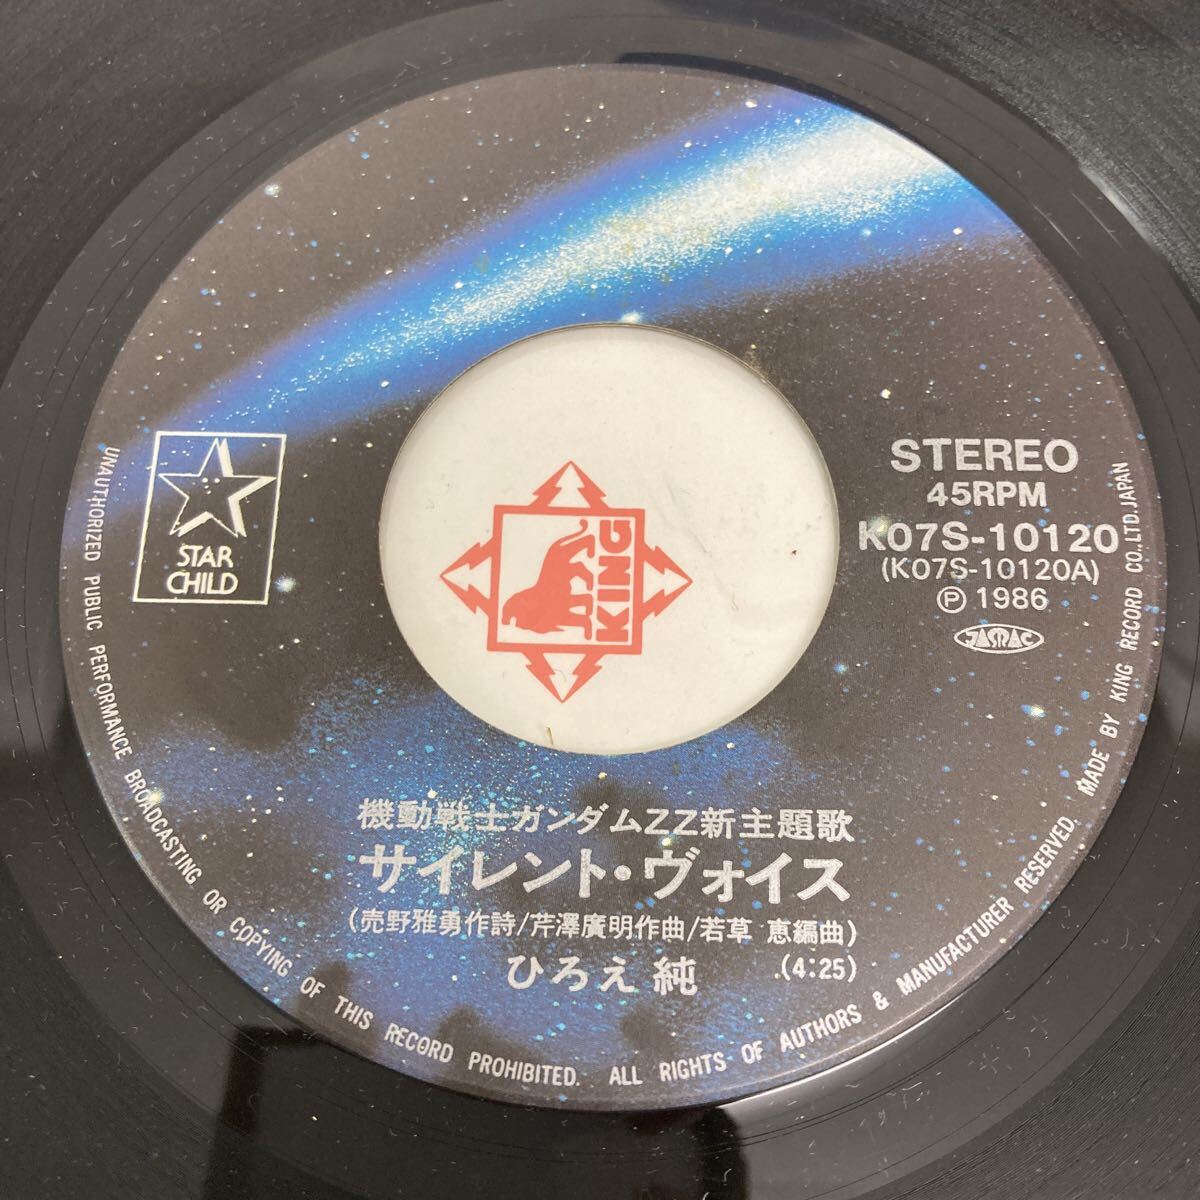 STAR
CHILD
KING
STEREO
45RPM
K07S-10120
(K07S-10120A)
Ⓟ 1986
JASRAC
機動戦士ガンダムZZ新主題歌
サイレント・ヴォイス
(売野雅勇作詩/芹澤廣明作曲/若草 恵編曲)
ひろえ 純 (4:25)
UNAUTHORIZED PUBLIC PERFORMANCE BROADCASTING OR COPYING OF THIS RECORD PROHIBITED. ALL RIGHTS OF AUTHORS & MANUFACTURER RESERVED. MADE BY KING RECORD CO., LTD. JAPAN